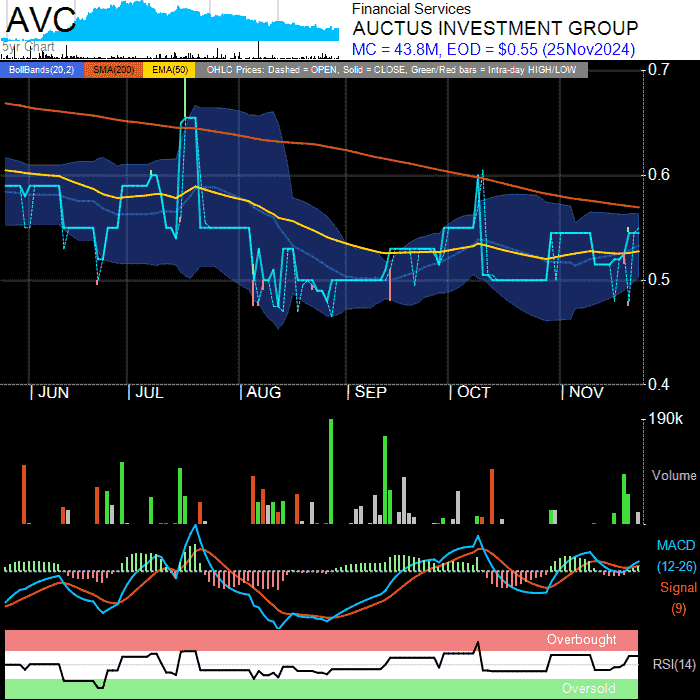 AVC
5yr Chart
Financial Services
AUCTUS INVESTMENT GROUP
MC = 43.8M, EOD = $0.55 (25Nov2024)
BollBands(20,2) SMA(200) EMA(50) OHLC Prices: Dashed = OPEN, Solid = CLOSE, Green/Red bars = Intra-day HIGH/LOW
0.7
0.6
0.5
0.4
| JUN | JUL | AUG | SEP | OCT | NOV
190k
Volume
MACD
(12-26)
Signal
(9)
Overbought
RSI(14)
Oversold